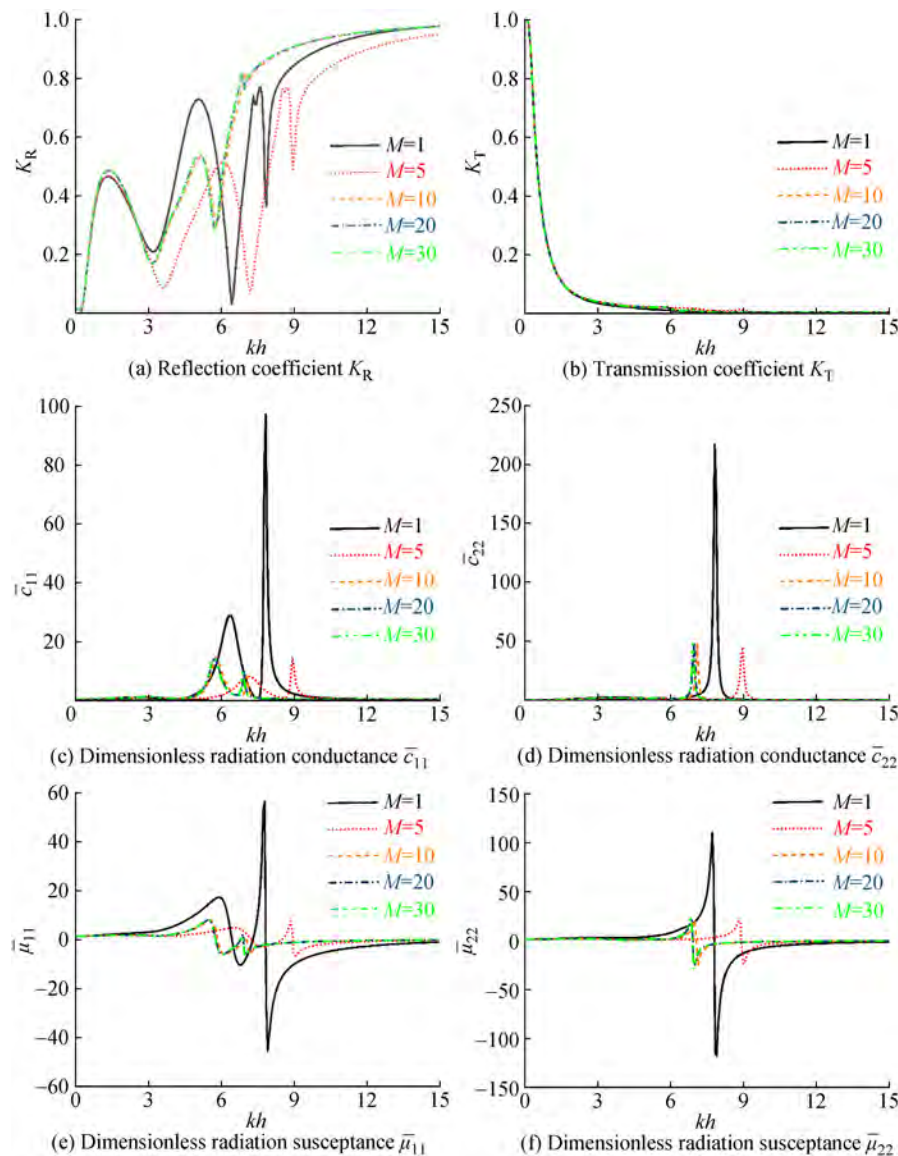 1.0
0.8
0.6
0.4
0.2
K_R
M=1
M=5
M=10
M=20
M=30
0 3 6 9 12 15
kh
(a) Reflection coefficient K_R
1.0
0.8
0.6
0.4
0.2
K_T
M=1
M=5
M=10
M=20
M=30
0 3 6 9 12 15
kh
(b) Transmission coefficient K_T
100
80
60
40
20
c̅₁₁
M=1
M=5
M=10
M=20
M=30
0 3 6 9 12 15
kh
(c) Dimensionless radiation conductance c̅₁₁
250
200
150
100
50
c̅₂₂
M=1
M=5
M=10
M=20
M=30
0 3 6 9 12 15
kh
(d) Dimensionless radiation conductance c̅₂₂
60
40
20
0
−20
−40
−60
μ̅₁₁
M=1
M=5
M=10
M=20
M=30
0 3 6 9 12 15
kh
(e) Dimensionless radiation susceptance μ̅₁₁
150
100
50
0
−50
−100
−150
μ̅₂₂
M=1
M=5
M=10
M=20
M=30
0 3 6 9 12 15
kh
(f) Dimensionless radiation susceptance μ̅₂₂